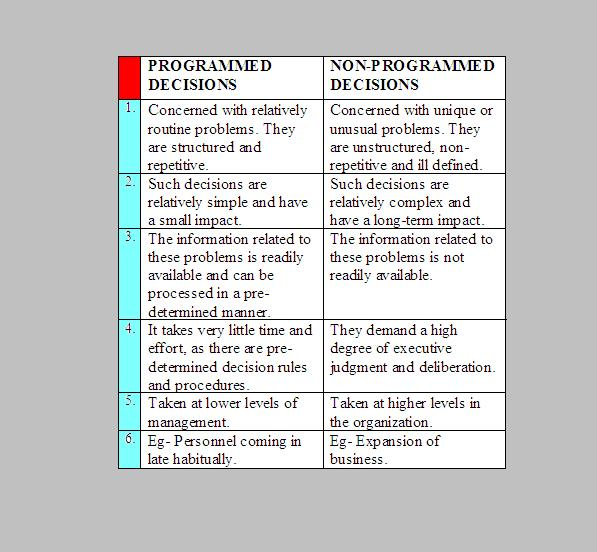 PROGRAMMED
DECISIONS
NON-PROGRAMMED
DECISIONS
1.
Concerned with relatively
routine problems. They
are structured and
repetitive.
Concerned with unique or
unusual problems. They
are unstructured, non-
repetitive and ill defined.
2.
Such decisions are
relatively simple and have
a small impact.
Such decisions are
relatively complex and
have a long-term impact.
3.
The information related to
these problems is readily
available and can be
processed in a pre-
determined manner.
The information related to
these problems is not
readily available.
4.
It takes very little time and
effort, as there are pre-
determined decision rules
and procedures.
They demand a high
degree of executive
judgment and deliberation.
5.
Taken at lower levels of
management.
Taken at higher levels in
the organization.
6.
Eg- Personnel coming in
late habitually.
Eg- Expansion of
business.